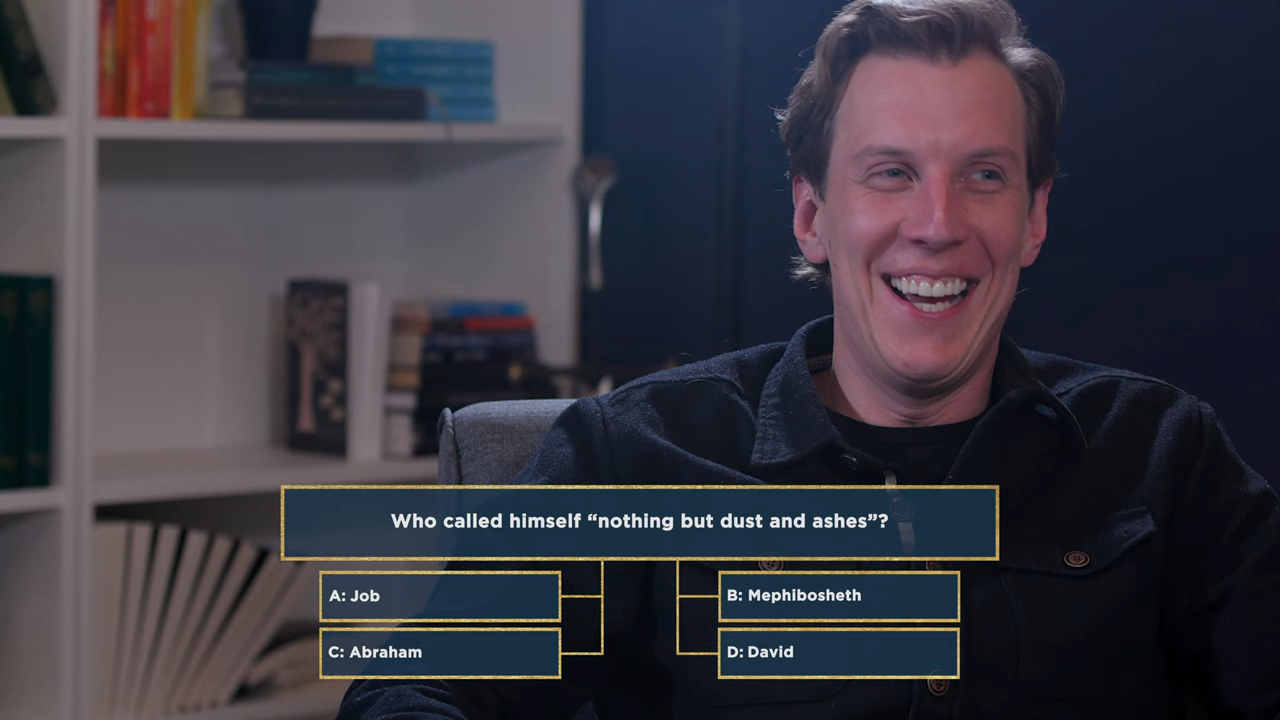 Who called himself “nothing but dust and ashes”?
A: Job
B: Mephibosheth
C: Abraham
D: David